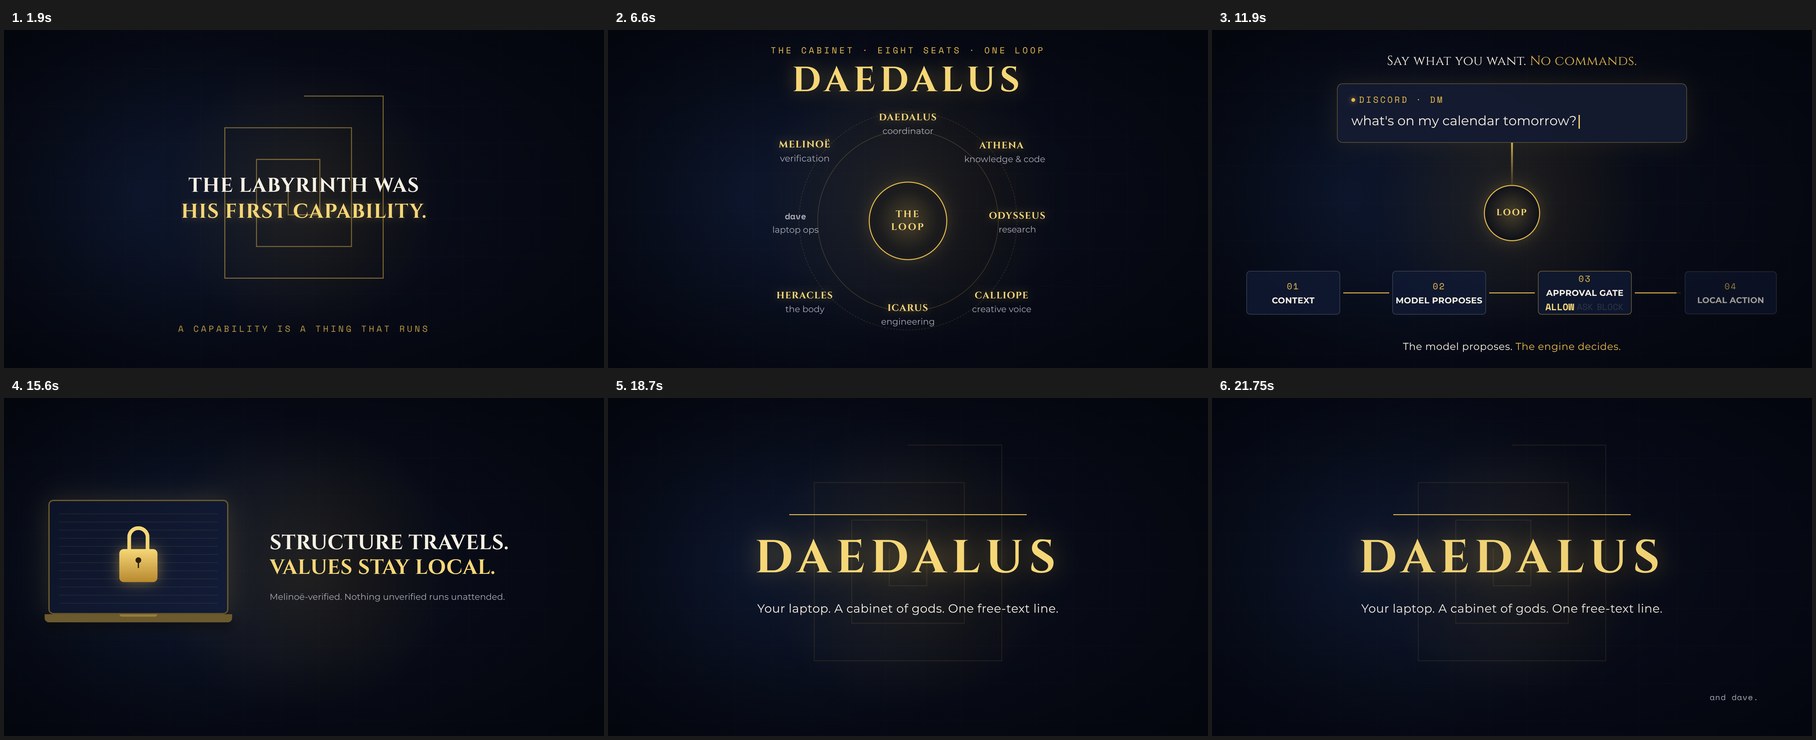 1. 1.9s
THE LABYRINTH WAS
HIS FIRST CAPABILITY.
A CAPABILITY IS A THING THAT RUNS
2. 6.6s
THE CABINET · EIGHT SEATS · ONE LOOP
DAEDALUS
DAEDALUS
coordinator
MELINOË
verification
ATHENA
knowledge & code
dave
laptop ops
THE
LOOP
ODYSSEUS
research
HERACLES
the body
ICARUS
engineering
CALLIOPE
creative voice
3. 11.9s
SAY WHAT YOU WANT. NO COMMANDS.
DISCORD · DM
what's on my calendar tomorrow?
LOOP
01
CONTEXT
02
MODEL PROPOSES
03
APPROVAL GATE
ALLOW ASK BLOCK
04
LOCAL ACTION
The model proposes. The engine decides.
4. 15.6s
STRUCTURE TRAVELS.
VALUES STAY LOCAL.
Melinoë-verified. Nothing unverified runs unattended.
5. 18.7s
DAEDALUS
Your laptop. A cabinet of gods. One free-text line.
6. 21.75s
DAEDALUS
Your laptop. A cabinet of gods. One free-text line.
and dave.